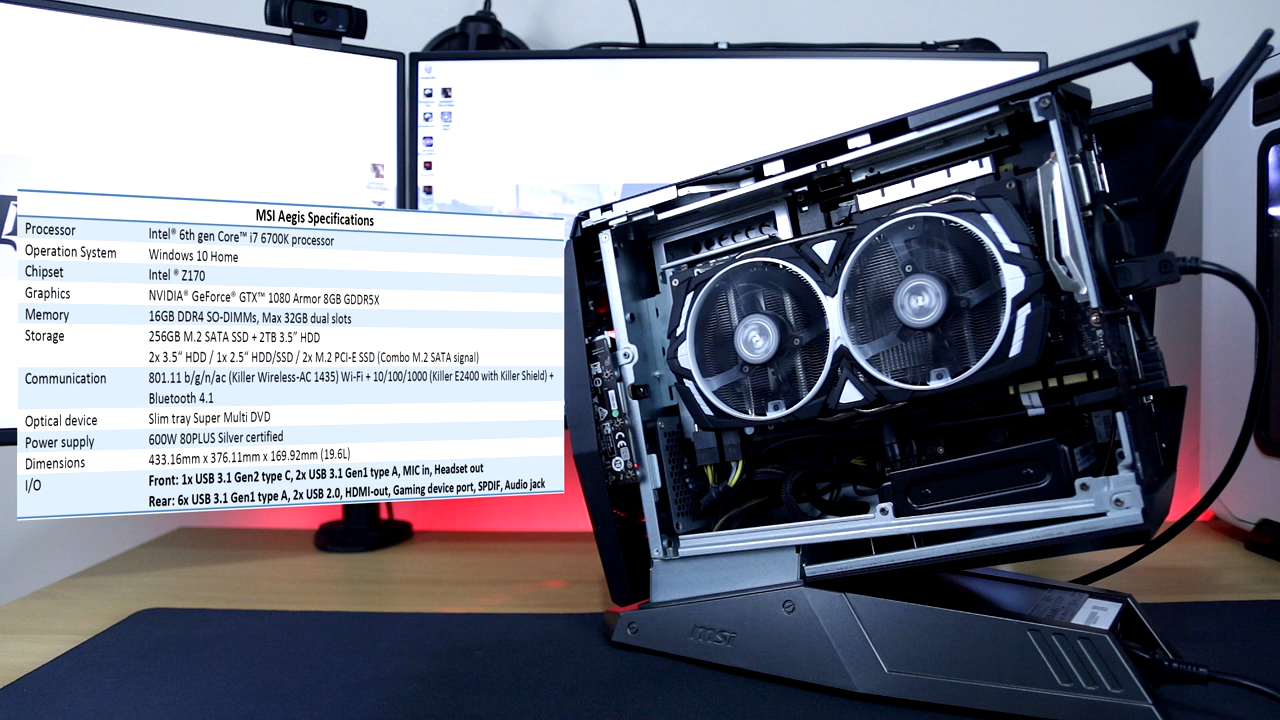 MSI Aegis Specifications
Processor Intel® 6th gen Core™ i7 6700K processor
Operation System Windows 10 Home
Chipset Intel ® Z170
Graphics NVIDIA® GeForce® GTX™ 1080 Armor 8GB GDDR5X
Memory 16GB DDR4 SO-DIMMs, Max 32GB dual slots
Storage 256GB M.2 SATA SSD + 2TB 3.5” HDD
2x 3.5“ HDD / 1x 2.5“ HDD/SSD / 2x M.2 PCI-E SSD (Combo M.2 SATA signal)
Communication 801.11 b/g/n/ac (Killer Wireless-AC 1435) Wi-Fi + 10/100/1000 (Killer E2400 with Killer Shield) +
Bluetooth 4.1
Optical device Slim tray Super Multi DVD
Power supply 600W 80PLUS Silver certified
Dimensions 433.16mm x 376.11mm x 169.92mm (19.6L)
I/O Front: 1x USB 3.1 Gen2 type C, 2x USB 3.1 Gen1 type A, MIC in, Headset out
Rear: 6x USB 3.1 Gen1 type A, 2x USB 2.0, HDMI-out, Gaming device port, SPDIF, Audio jack
msi